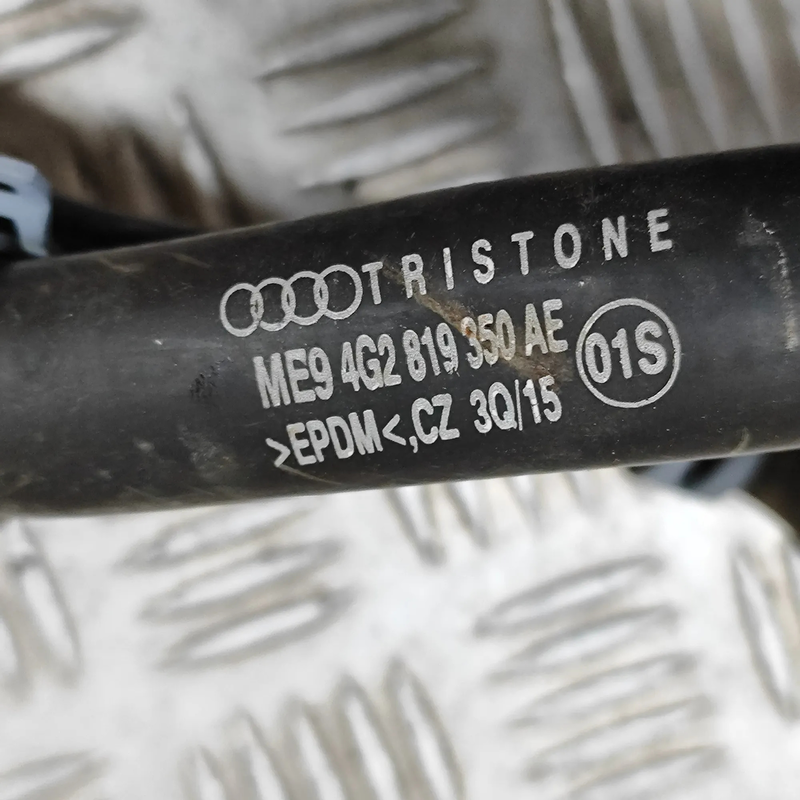 TRISTONE
ME9 4G2 819 350 AE
01S
>EPDM<,CZ 3Q/15